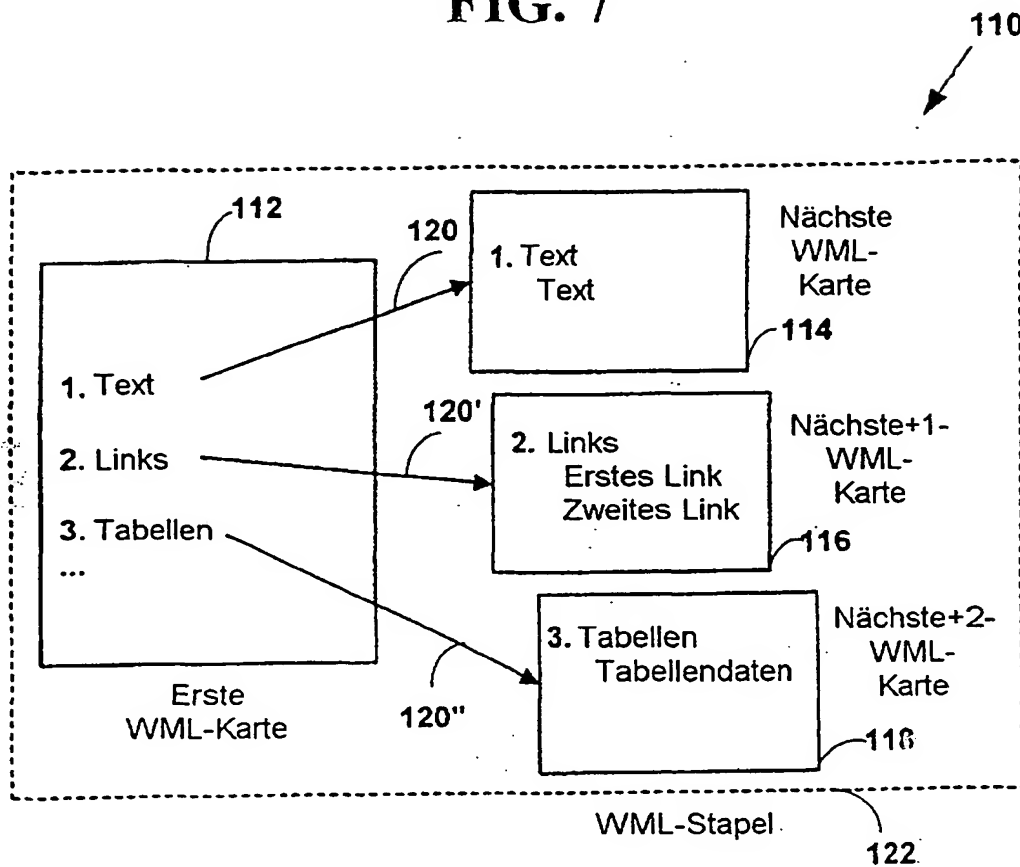 FIG. 7
110
112
120
1. Text
Text
Nächste
WML-
Karte
114
1. Text
2. Links
3. Tabellen
...
120'
2. Links
Erstes Link
Zweites Link
Nächste+1-
WML-
Karte
116
3. Tabellen
Tabellendaten
Nächste+2-
WML-
Karte
118
120"
Erste
WML-Karte
WML-Stapel
122